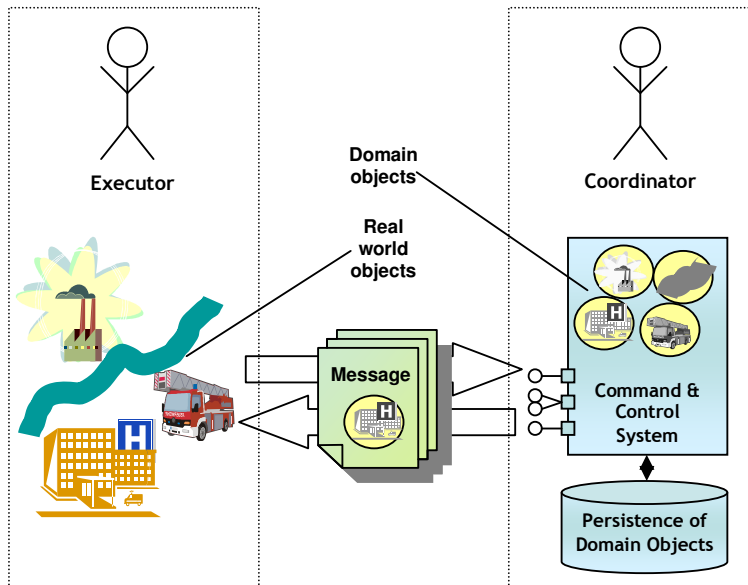 Executor
Domain
objects
Coordinator
Real
world
objects
H
H
H
Message
H
Command &
Control
System
Persistence of
Domain Objects